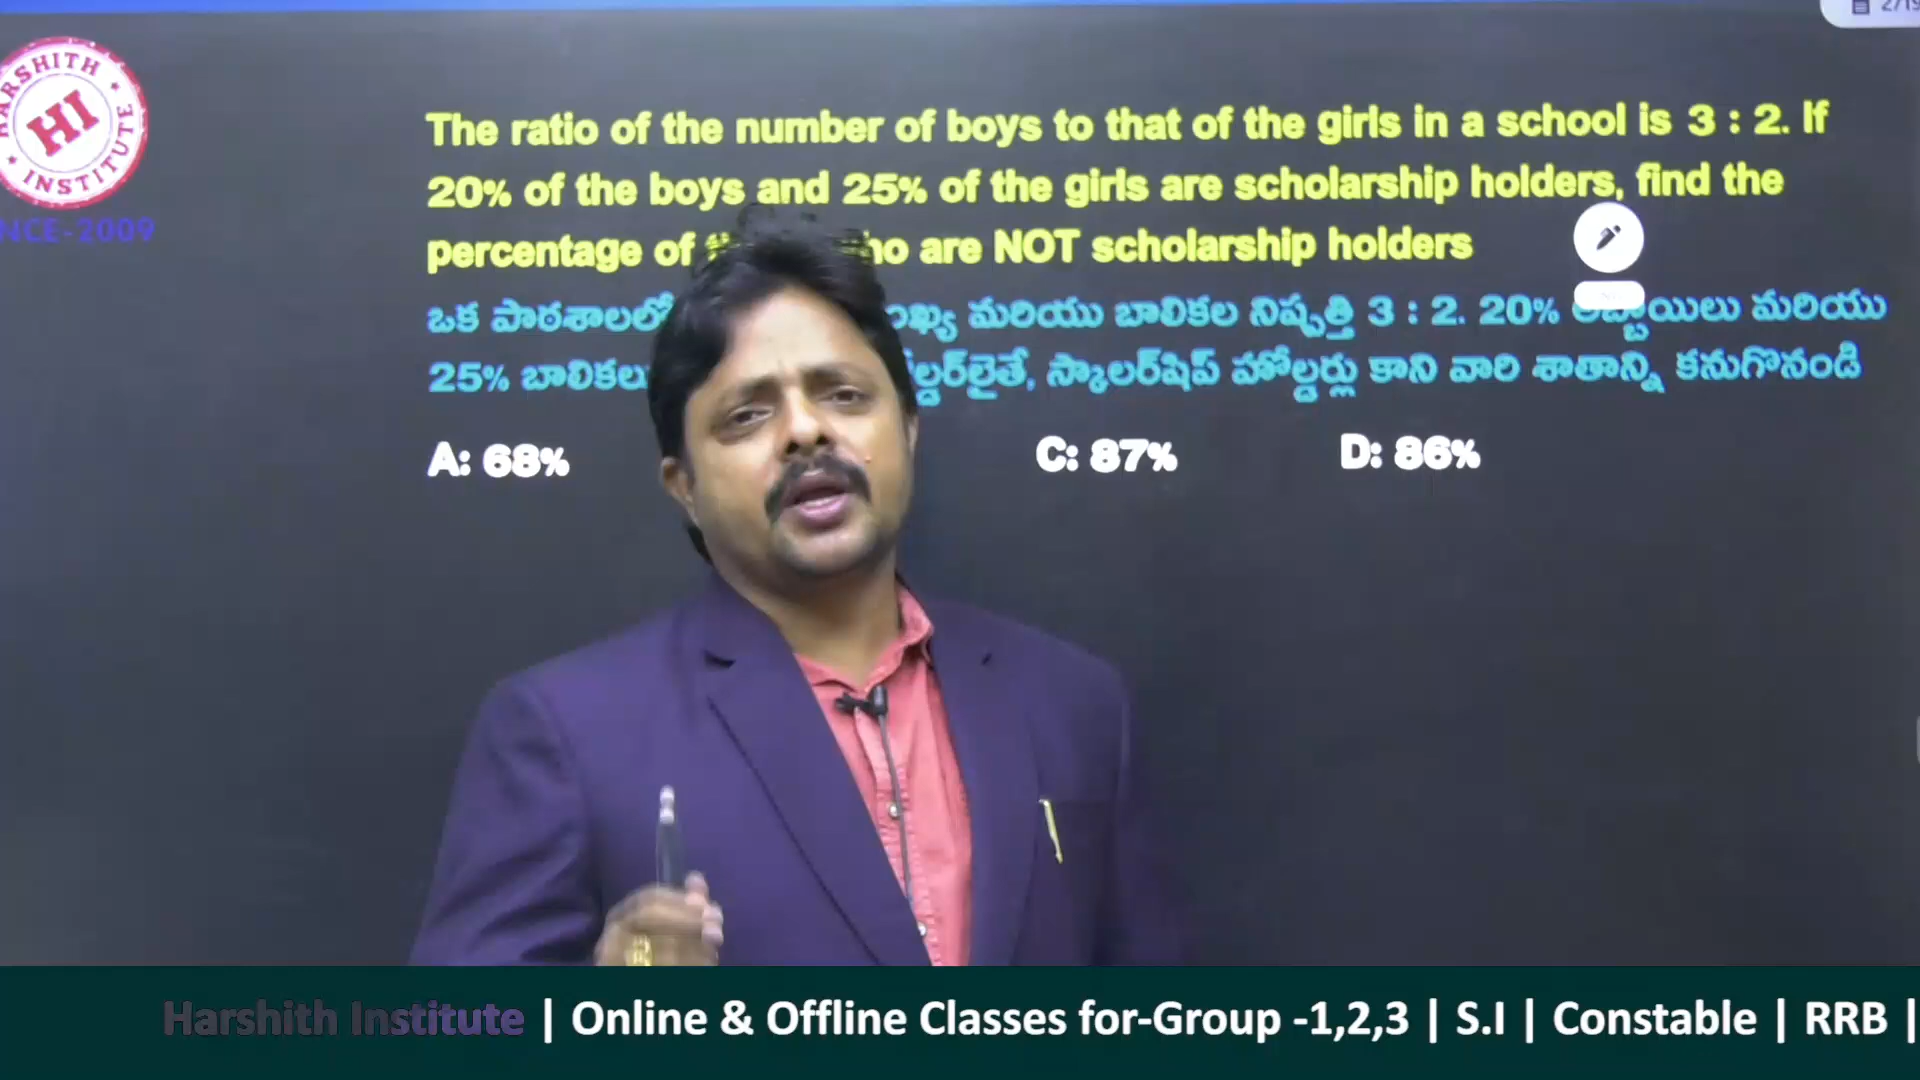 2/19
HARSHITH
HI
INSTITUTE
NCE-2009
The ratio of the number of boys to that of the girls in a school is 3 : 2. If
20% of the boys and 25% of the girls are scholarship holders, find the
percentage of who are NOT scholarship holders
ఒక పాఠశాలలో మరియు బాలికల నిష్పత్తి 3 : 2. 20% మరియు
25% బాలికలు స్కాలర్‌షిప్ హోల్డర్లు కాని వారి శాతాన్ని కనుగొనండి
A: 68% C: 87% D: 86%
Harshith Institute | Online & Offline Classes for-Group -1,2,3 | S.I | Constable | RRB |